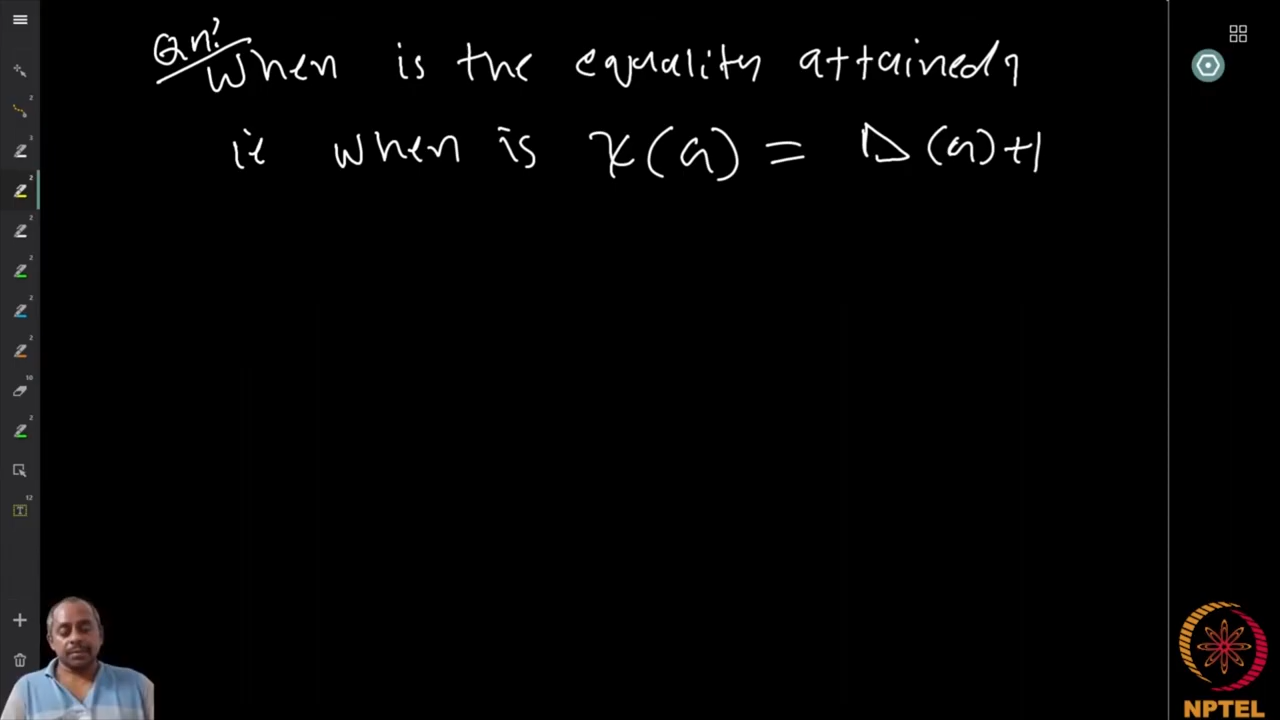 Qn?
When is the equality attained?
ie when is χ(G) = Δ(G)+1
NPTEL